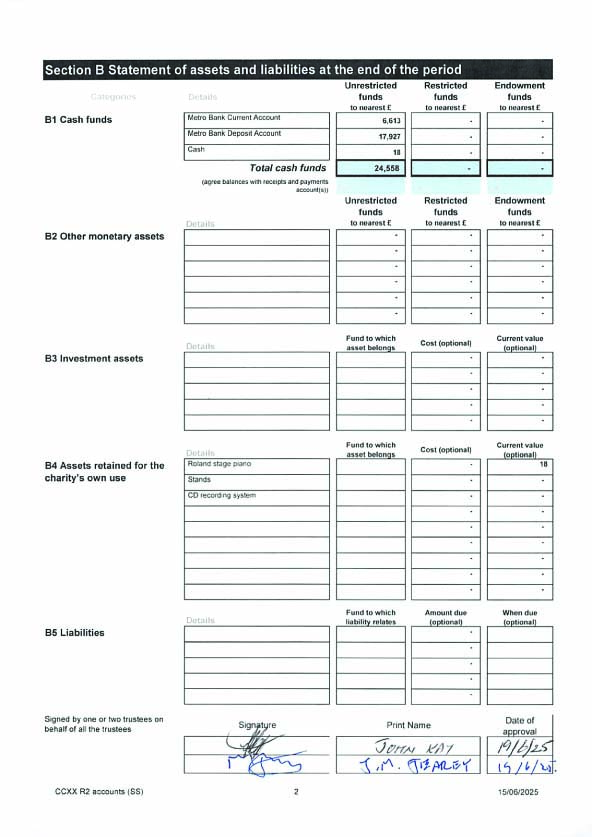 Section B Statement of assets and liabilities at the end of the period
Categories Details Unrestricted funds to nearest £ Restricted funds to nearest £ Endowment funds to nearest £
B1 Cash funds
Metro Bank Current Account 6,613 - -
Metro Bank Deposit Account 17,927 - -
Cash 18 - -
Total cash funds 24,558 - -
(agree balances with receipts and payments account(s))
Details Unrestricted funds to nearest £ Restricted funds to nearest £ Endowment funds to nearest £
B2 Other monetary assets
- - -
- - -
- - -
- - -
- - -
- - -
Details Fund to which asset belongs Cost (optional) Current value (optional)
B3 Investment assets
- -
- -
- -
- -
- -
Details Fund to which asset belongs Cost (optional) Current value (optional)
B4 Assets retained for the charity's own use
Roland stage piano - 18
Stands - -
CD recording system - -
- -
- -
- -
- -
- -
- -
Details Fund to which liability relates Amount due (optional) When due (optional)
B5 Liabilities
-
-
-
-
-
Signed by one or two trustees on behalf of all the trustees
Signature Print Name Date of approval
JOHN KAY 19/6/25
J.M. 19/6/25.
CCXX R2 accounts (SS) 2 15/06/2025